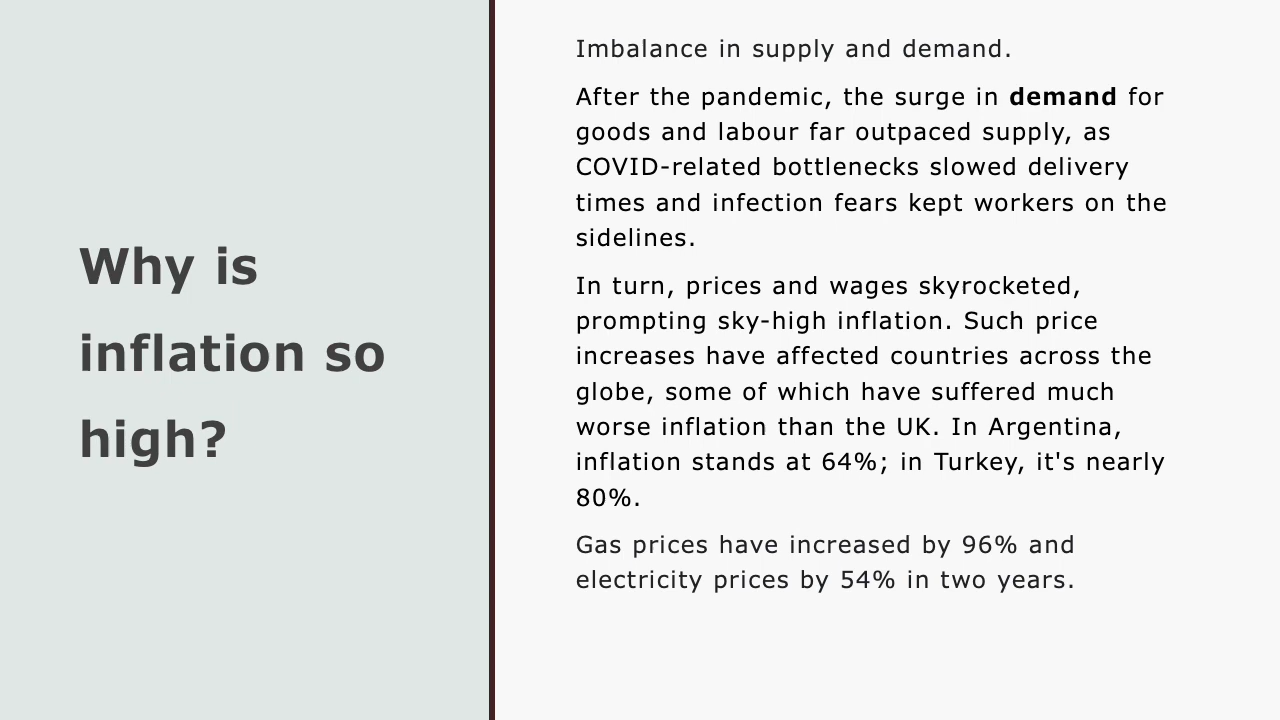 Why is
inflation so
high?
Imbalance in supply and demand.
After the pandemic, the surge in demand for
goods and labour far outpaced supply, as
COVID-related bottlenecks slowed delivery
times and infection fears kept workers on the
sidelines.
In turn, prices and wages skyrocketed,
prompting sky-high inflation. Such price
increases have affected countries across the
globe, some of which have suffered much
worse inflation than the UK. In Argentina,
inflation stands at 64%; in Turkey, it's nearly
80%.
Gas prices have increased by 96% and
electricity prices by 54% in two years.